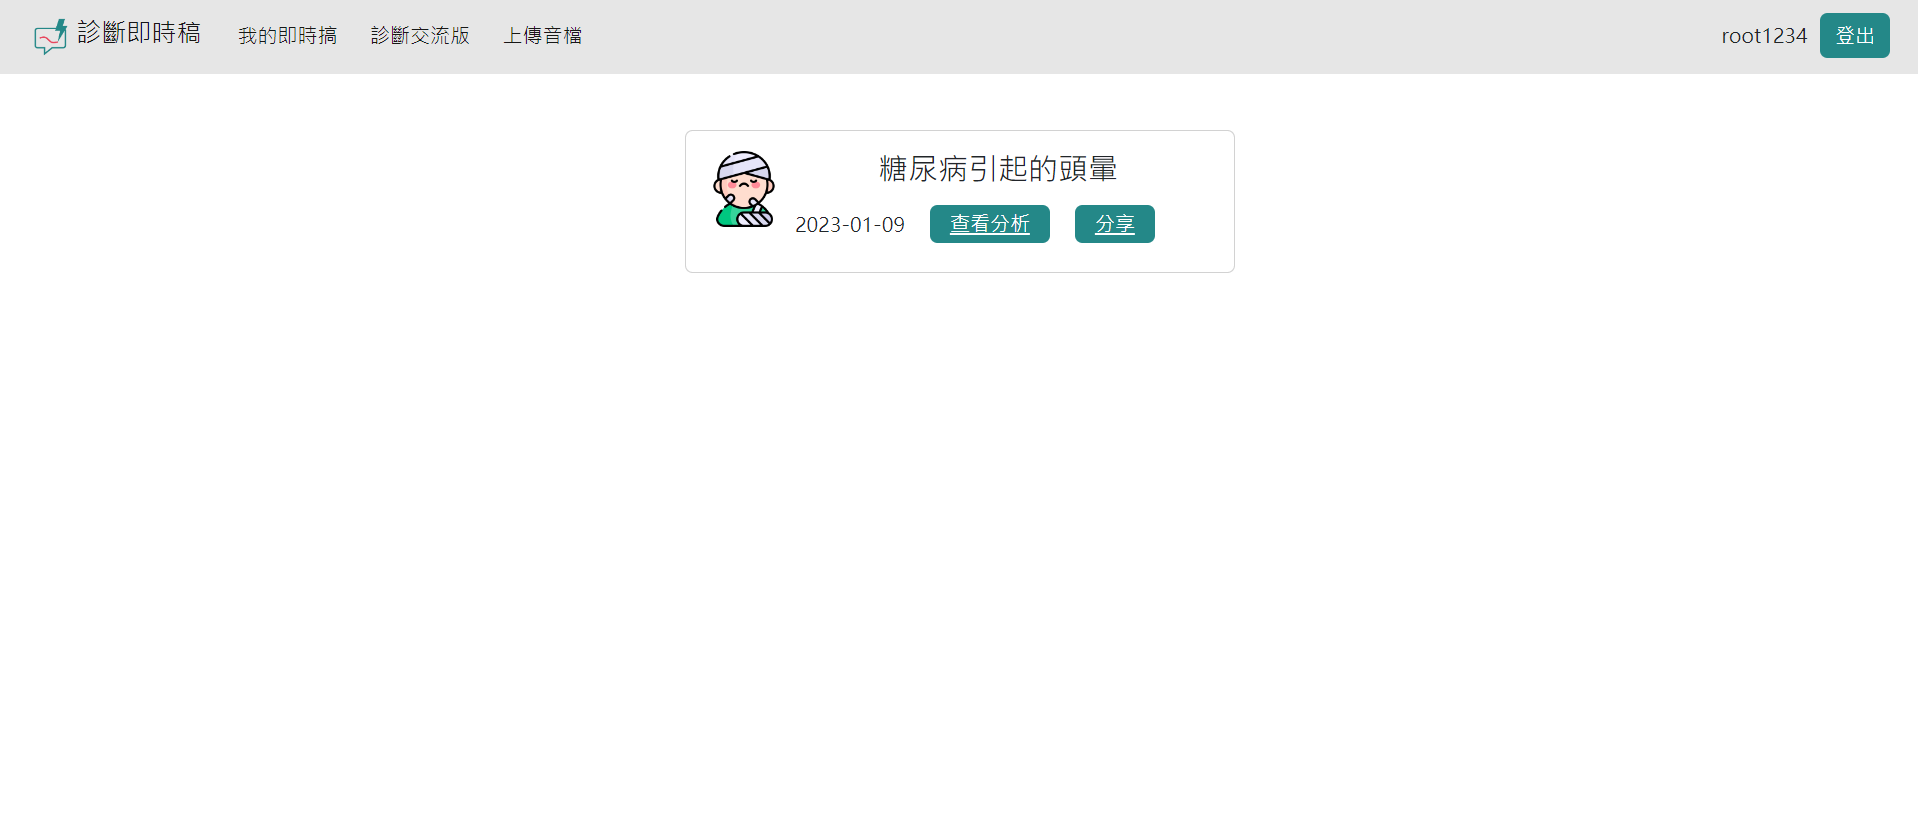 診斷即時稿
我的即時搞
診斷交流版
上傳音檔
root1234
登出
糖尿病引起的頭暈
2023-01-09
查看分析
分享